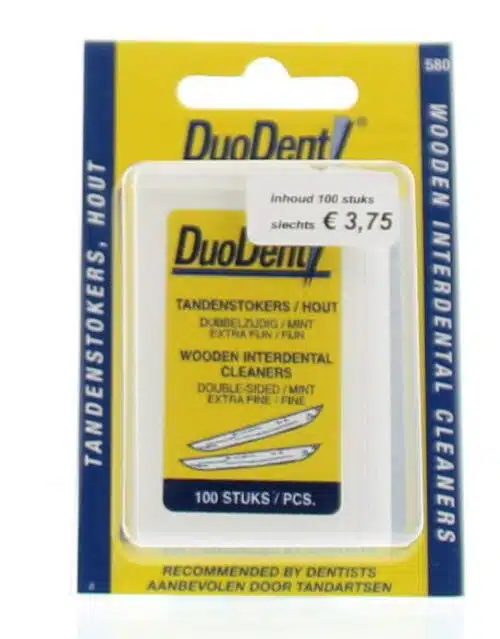 580
DuoDent®
inhoud 100 stuks
slechts € 3,75
DuoDent
TANDENSTOKERS / HOUT
DUBBELZIJDIG / MINT
EXTRA FIJN / FIJN
WOODEN INTERDENTAL
CLEANERS
DOUBLE-SIDED / MINT
EXTRA FINE / FINE
100 STUKS / PCS.
TANDENSTOKERS, HOUT
WOODEN INTERDENTAL CLEANERS
RECOMMENDED BY DENTISTS
AANBEVOLEN DOOR TANDARTSEN